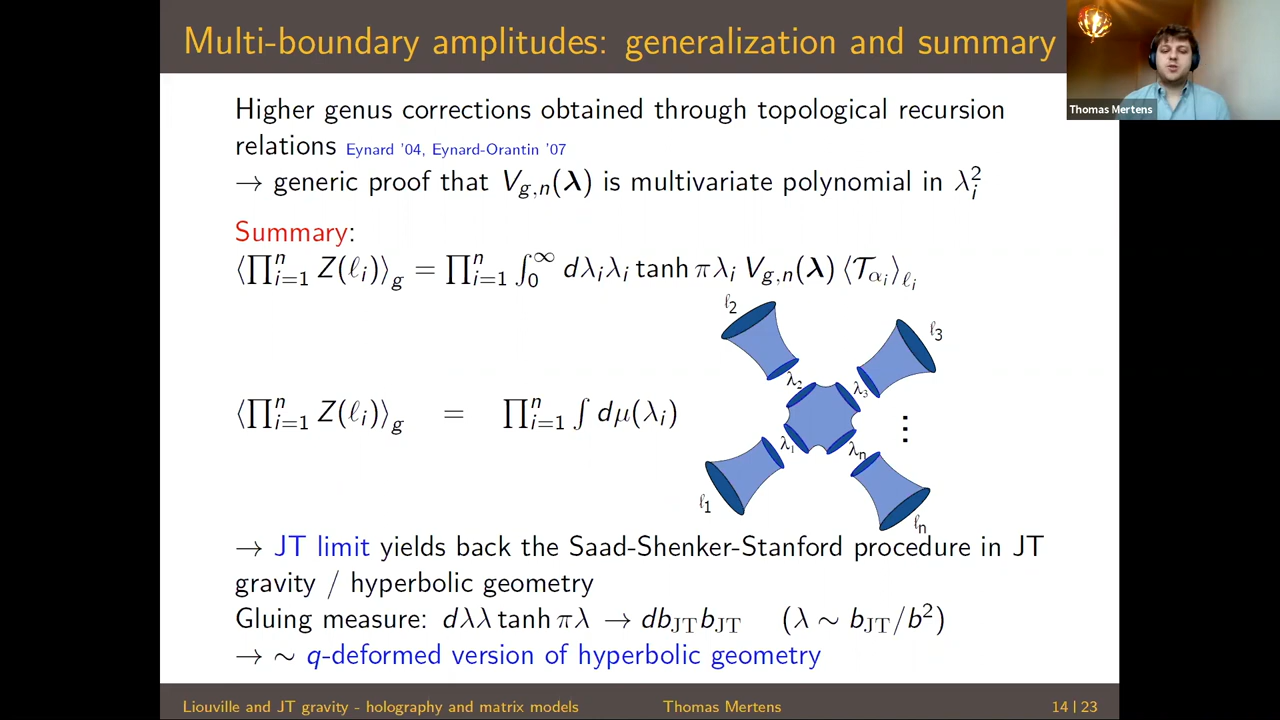 Multi-boundary amplitudes: generalization and summary
Thomas Mertens
Higher genus corrections obtained through topological recursion
relations Eynard '04, Eynard-Orantin '07
→ generic proof that V_{g,n}(λ) is multivariate polynomial in λ_i^2
Summary:
⟨∏_{i=1}^n Z(ℓ_i)⟩_g = ∏_{i=1}^n ∫_0^∞ dλ_i λ_i tanh πλ_i V_{g,n}(λ) ⟨𝒯_{α_i}⟩_{ℓ_i}
ℓ_2
ℓ_3
λ_2
λ_3
⟨∏_{i=1}^n Z(ℓ_i)⟩_g = ∏_{i=1}^n ∫ dμ(λ_i)
⋮
λ_1
λ_n
ℓ_1
ℓ_n
→ JT limit yields back the Saad-Shenker-Stanford procedure in JT
gravity / hyperbolic geometry
Gluing measure: dλλ tanh πλ → db_JT b_JT (λ ∼ b_JT/b^2)
→ ∼ q-deformed version of hyperbolic geometry
Liouville and JT gravity - holography and matrix models Thomas Mertens 14 | 23